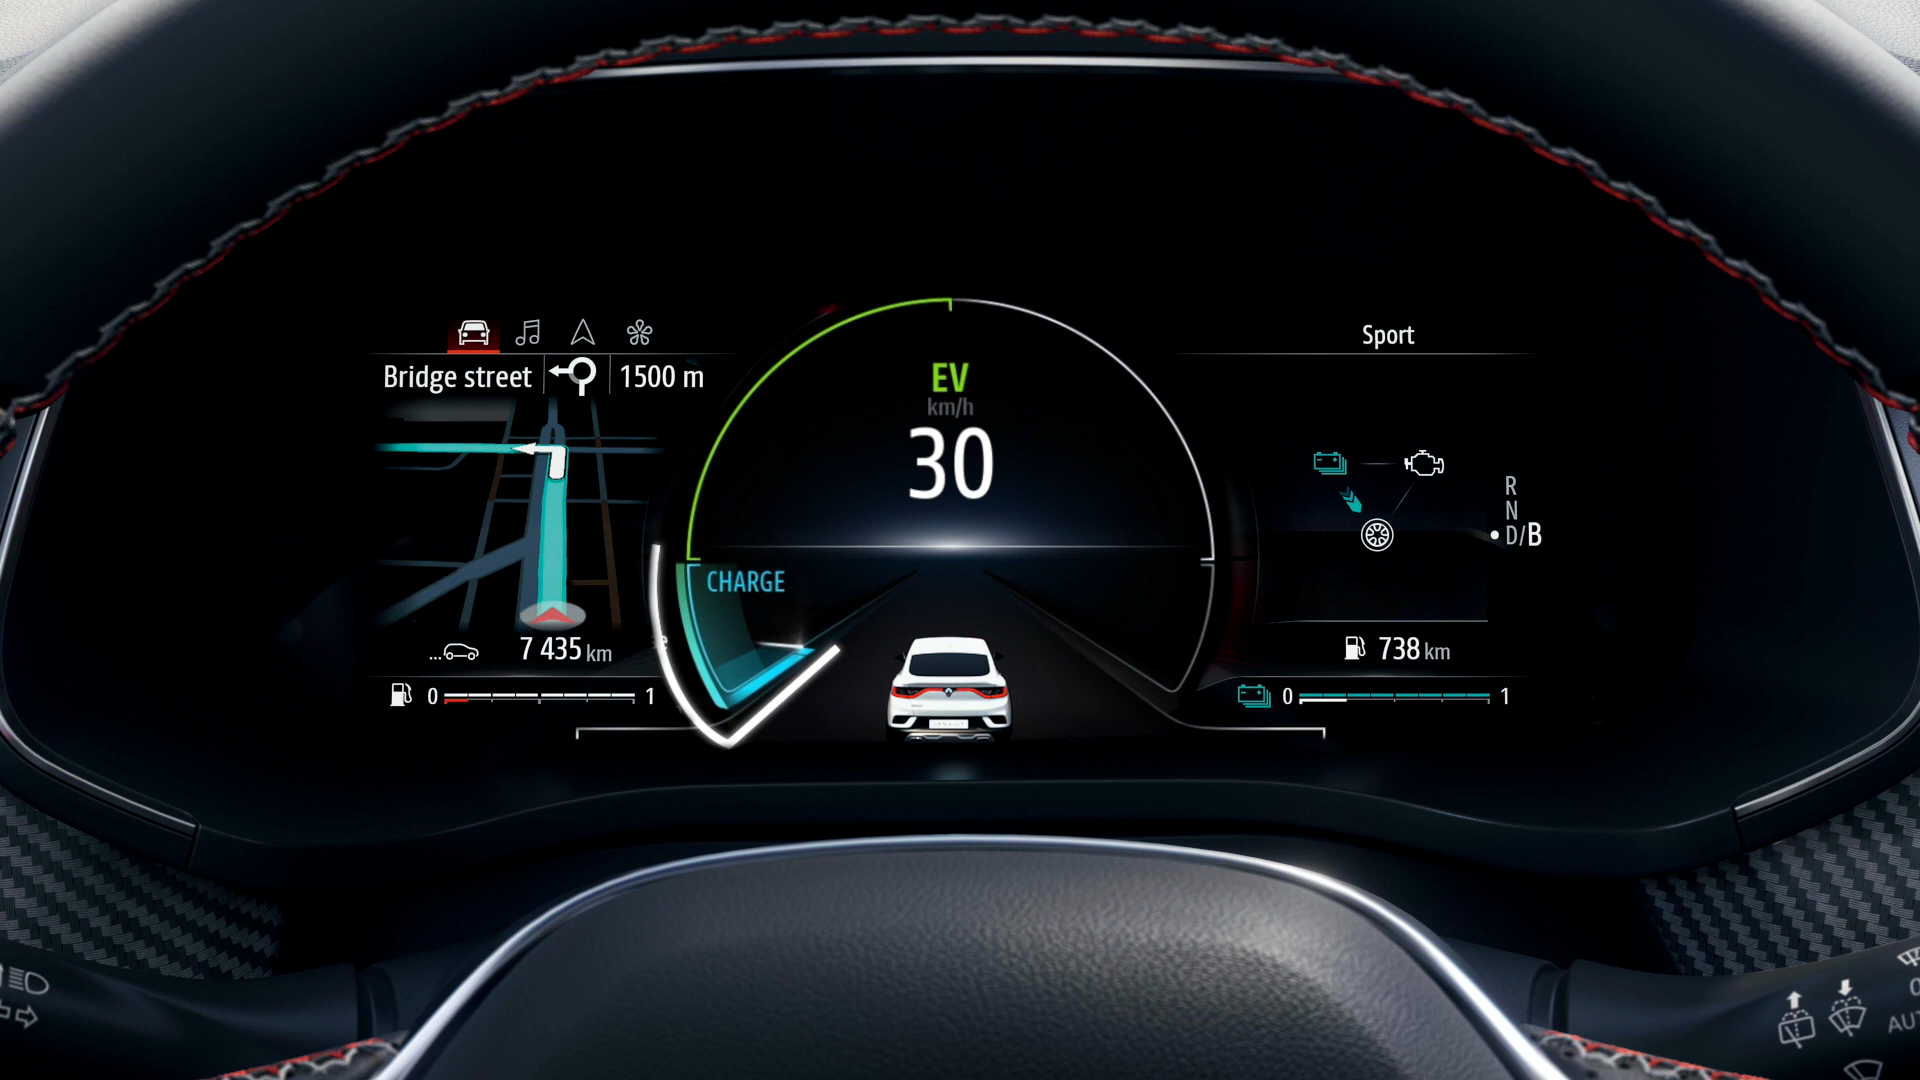 Sport
Bridge street
1500 m
EV
km/h
30
CHARGE
R
N
D/B
7 435 km
738 km
0 1
0 1